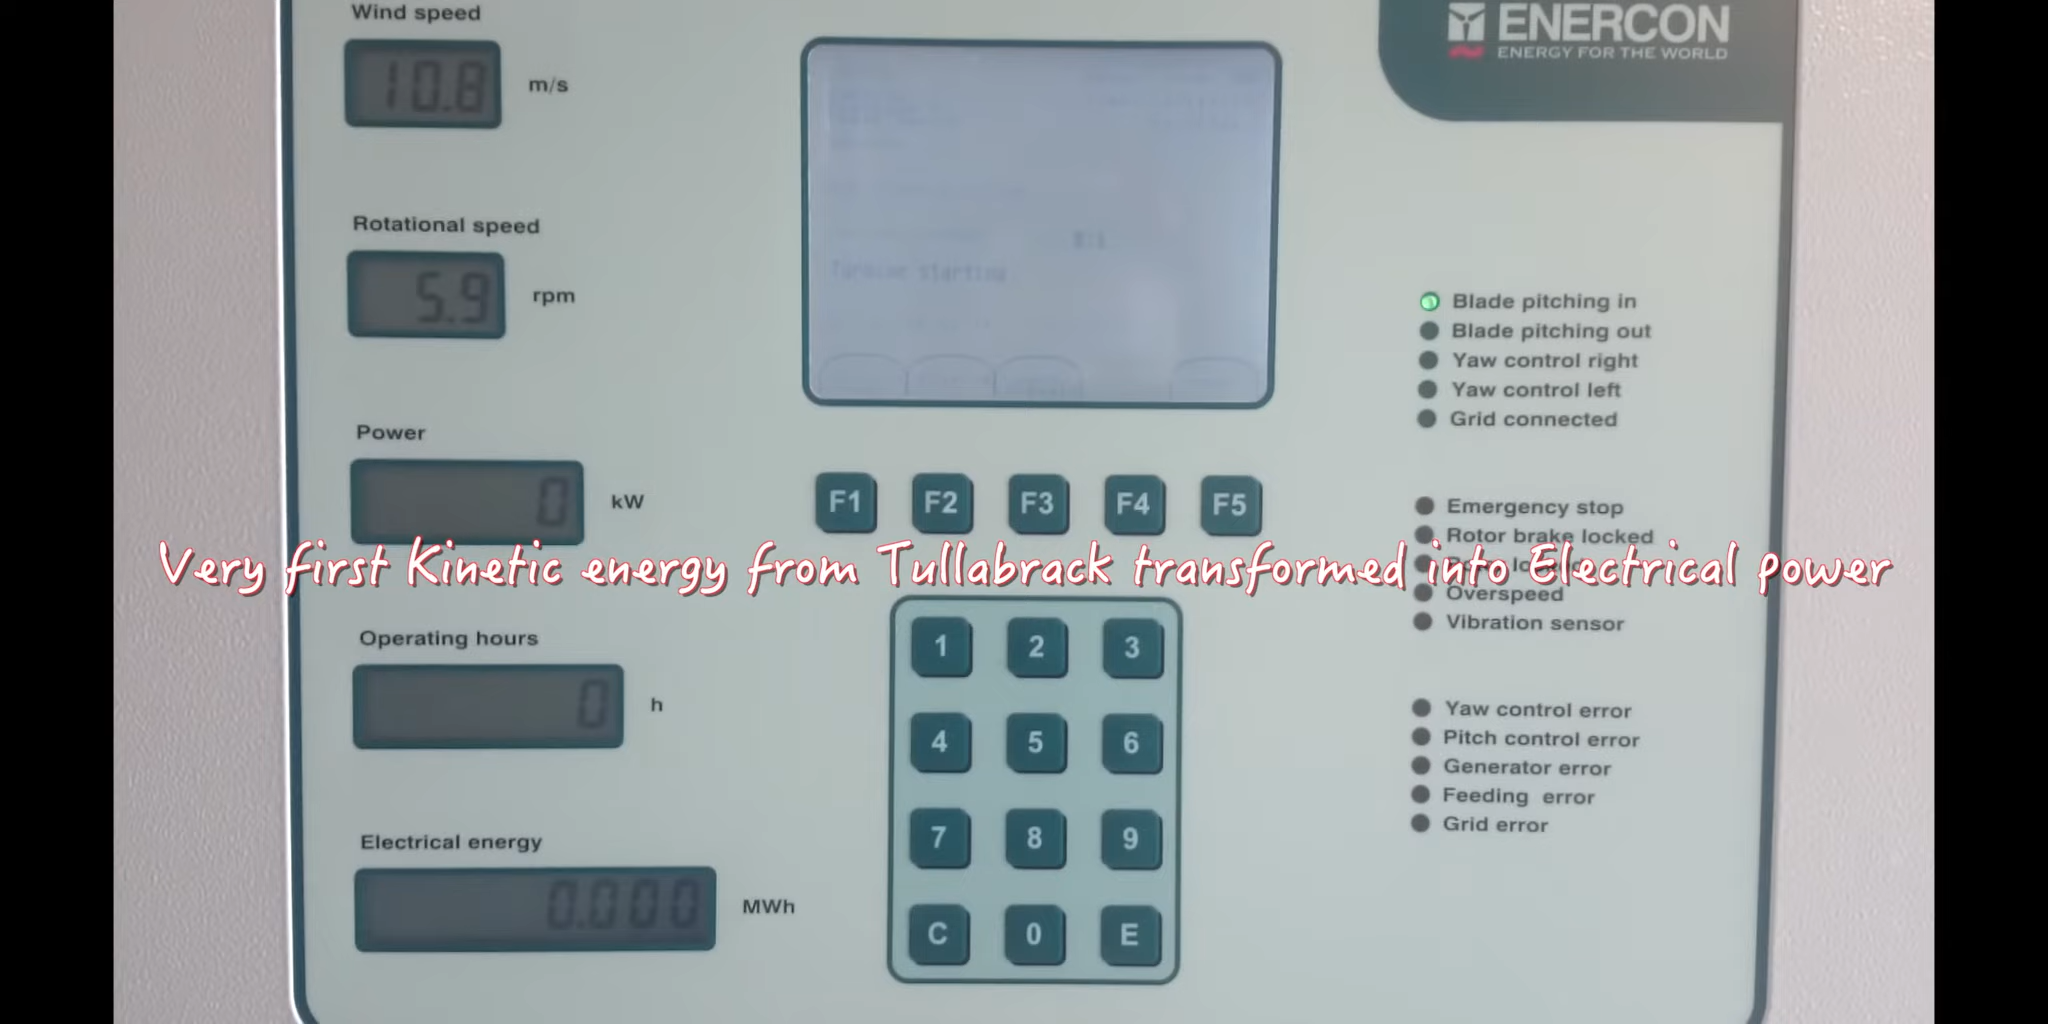 Wind speed
10.8 m/s
Rotational speed
5.9 rpm
Power
0 kW
Operating hours
0 h
Electrical energy
0.000 MWh
Turbine starting
F1 F2 F3 F4 F5
Very first Kinetic energy from Tullabrack transformed into Electrical power
1 2 3
4 5 6
7 8 9
C 0 E
ENERCON
ENERGY FOR THE WORLD
Blade pitching in
Blade pitching out
Yaw control right
Yaw control left
Grid connected
Emergency stop
Rotor brake locked
Overspeed
Vibration sensor
Yaw control error
Pitch control error
Generator error
Feeding error
Grid error